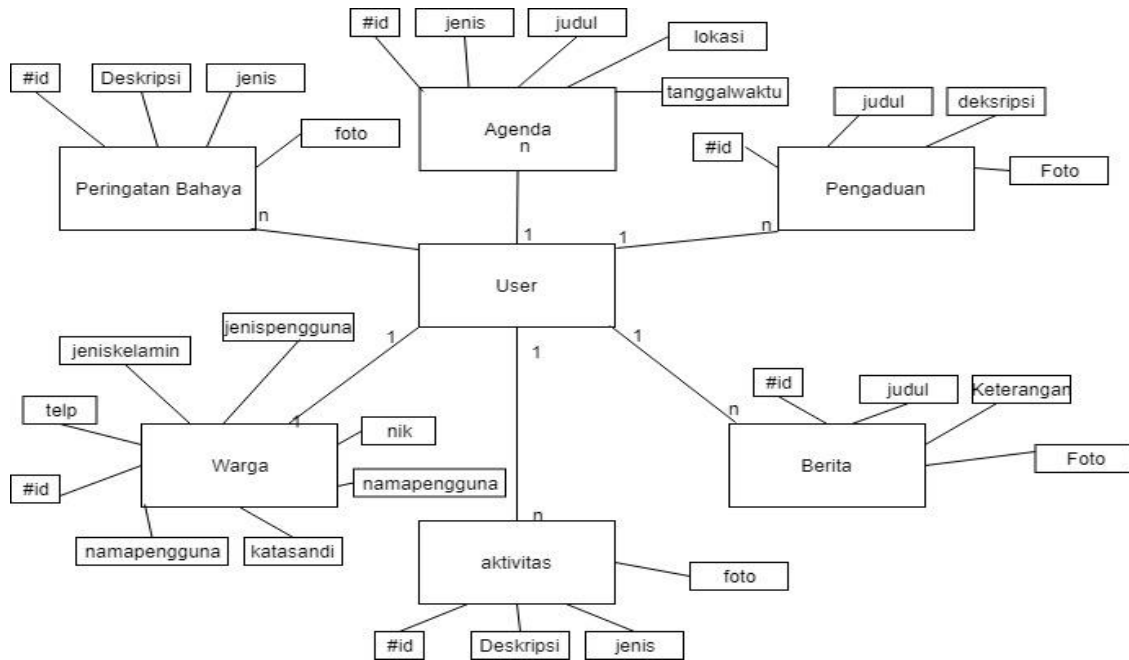 #id
jenis
judul
lokasi
#id
Deskripsi
jenis
tanggalwaktu
foto
Agenda
n
judul
deksripsi
#id
Foto
Peringatan Bahaya
n
Pengaduan
n
1
1
User
jenispengguna
1
1
1
jeniskelamin
telp
nik
1
Warga
#id
namapengguna
namapengguna
katasandi
#id
judul
Keterangan
n
Berita
Foto
n
aktivitas
foto
#id
Deskripsi
jenis